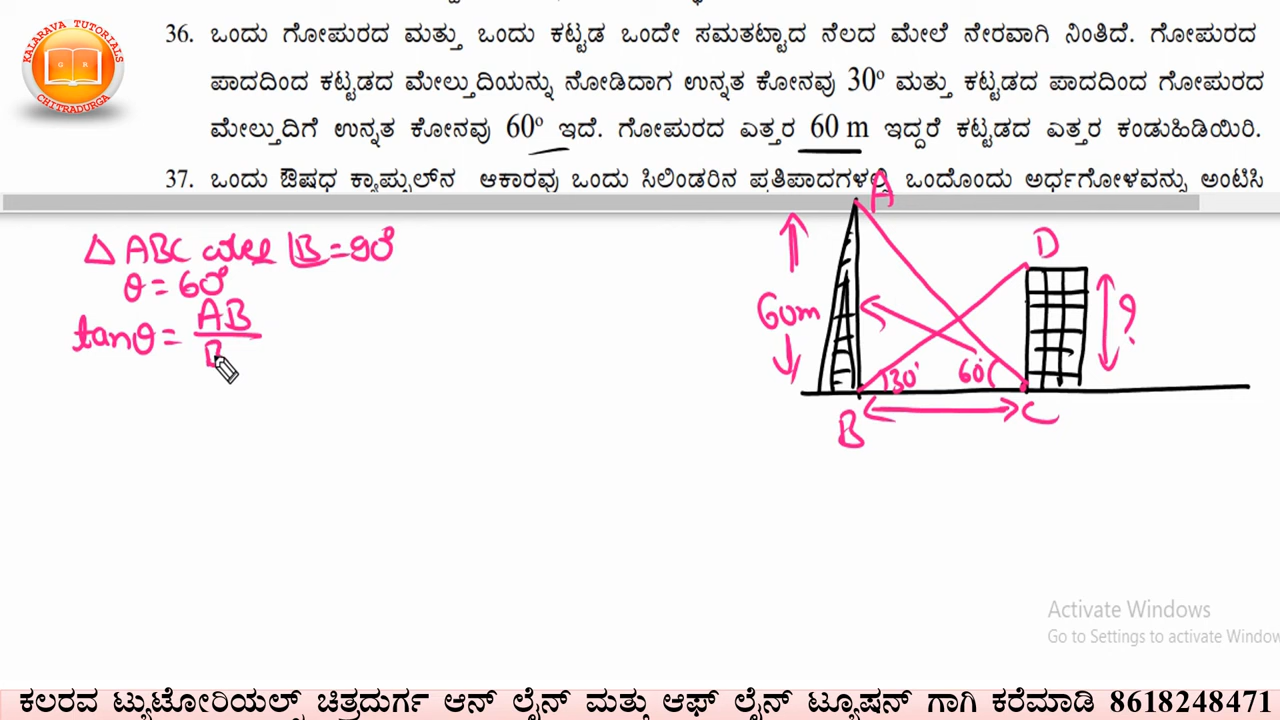 KALARAVA TUTORIALS
G R
CHITRADURGA
36. ಒಂದು ಗೋಪುರದ ಮತ್ತು ಒಂದು ಕಟ್ಟಡ ಒಂದೇ ಸಮತಟ್ಟಾದ ನೆಲದ ಮೇಲೆ ನೇರವಾಗಿ ನಿಂತಿದೆ. ಗೋಪುರದ
ಪಾದದಿಂದ ಕಟ್ಟಡದ ಮೇಲ್ತುದಿಯನ್ನು ನೋಡಿದಾಗ ಉನ್ನತ ಕೋನವು 30° ಮತ್ತು ಕಟ್ಟಡದ ಪಾದದಿಂದ ಗೋಪುರದ
ಮೇಲ್ತುದಿಗೆ ಉನ್ನತ ಕೋನವು 60° ಇದೆ. ಗೋಪುರದ ಎತ್ತರ 60 m ಇದ್ದರೆ ಕಟ್ಟಡದ ಎತ್ತರ ಕಂಡುಹಿಡಿಯಿರಿ.
37. ಒಂದು ಔಷಧ ಕ್ಯಾಪ್ಸುಲ್‌ನ ಆಕಾರವು ಒಂದು ಸಿಲಿಂಡರಿನ ಪ್ರತಿಪಾದಗಳಲ್ಲಿ ಒಂದೊಂದು ಅರ್ಧಗೋಳವನ್ನು ಅಂಟಿಸಿ
Δ ABC ∠B = 90°
θ = 60°
tanθ = AB
B
A
D
60m
?
30°
60°
B
C
Activate Windows
Go to Settings to activate Window
ಕಲರವ ಟ್ಯುಟೋರಿಯಲ್ಸ್ ಚಿತ್ರದುರ್ಗ ಆನ್ ಲೈನ್ ಮತ್ತು ಆಫ್ ಲೈನ್ ಟ್ಯೂಷನ್ ಗಾಗಿ ಕರೆಮಾಡಿ 8618248471